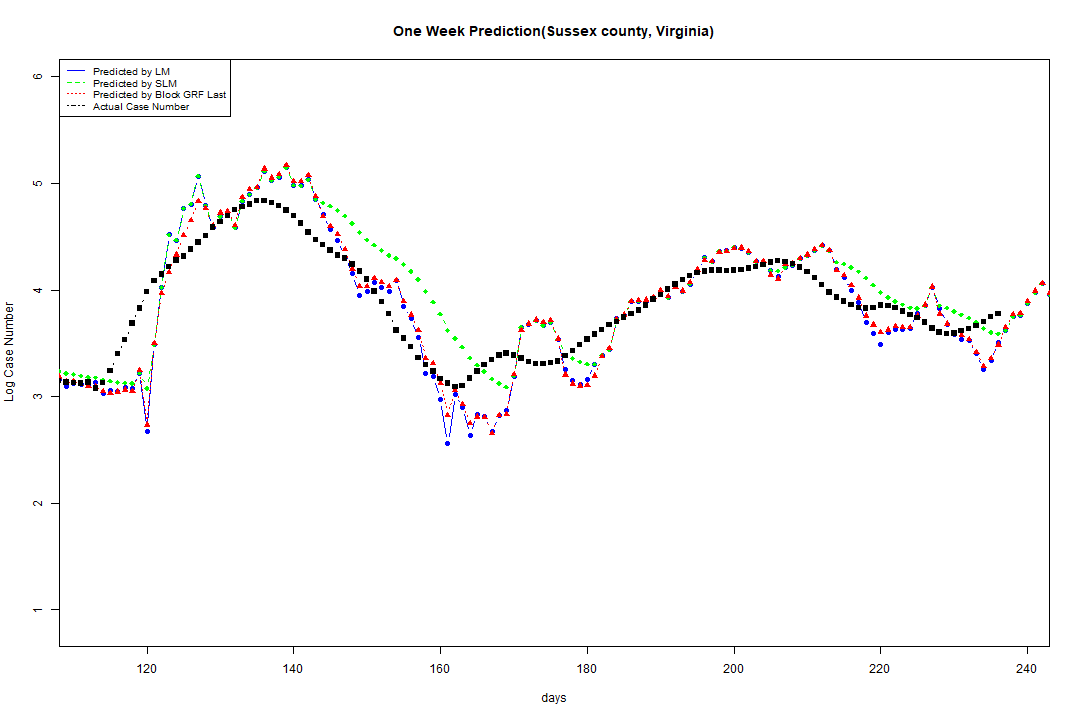 One Week Prediction(Sussex county, Virginia)
Predicted by LM
Predicted by SLM
Predicted by Block GRF Last
Actual Case Number
6
5
4
3
2
1
Log Case Number
120 140 160 180 200 220 240
days